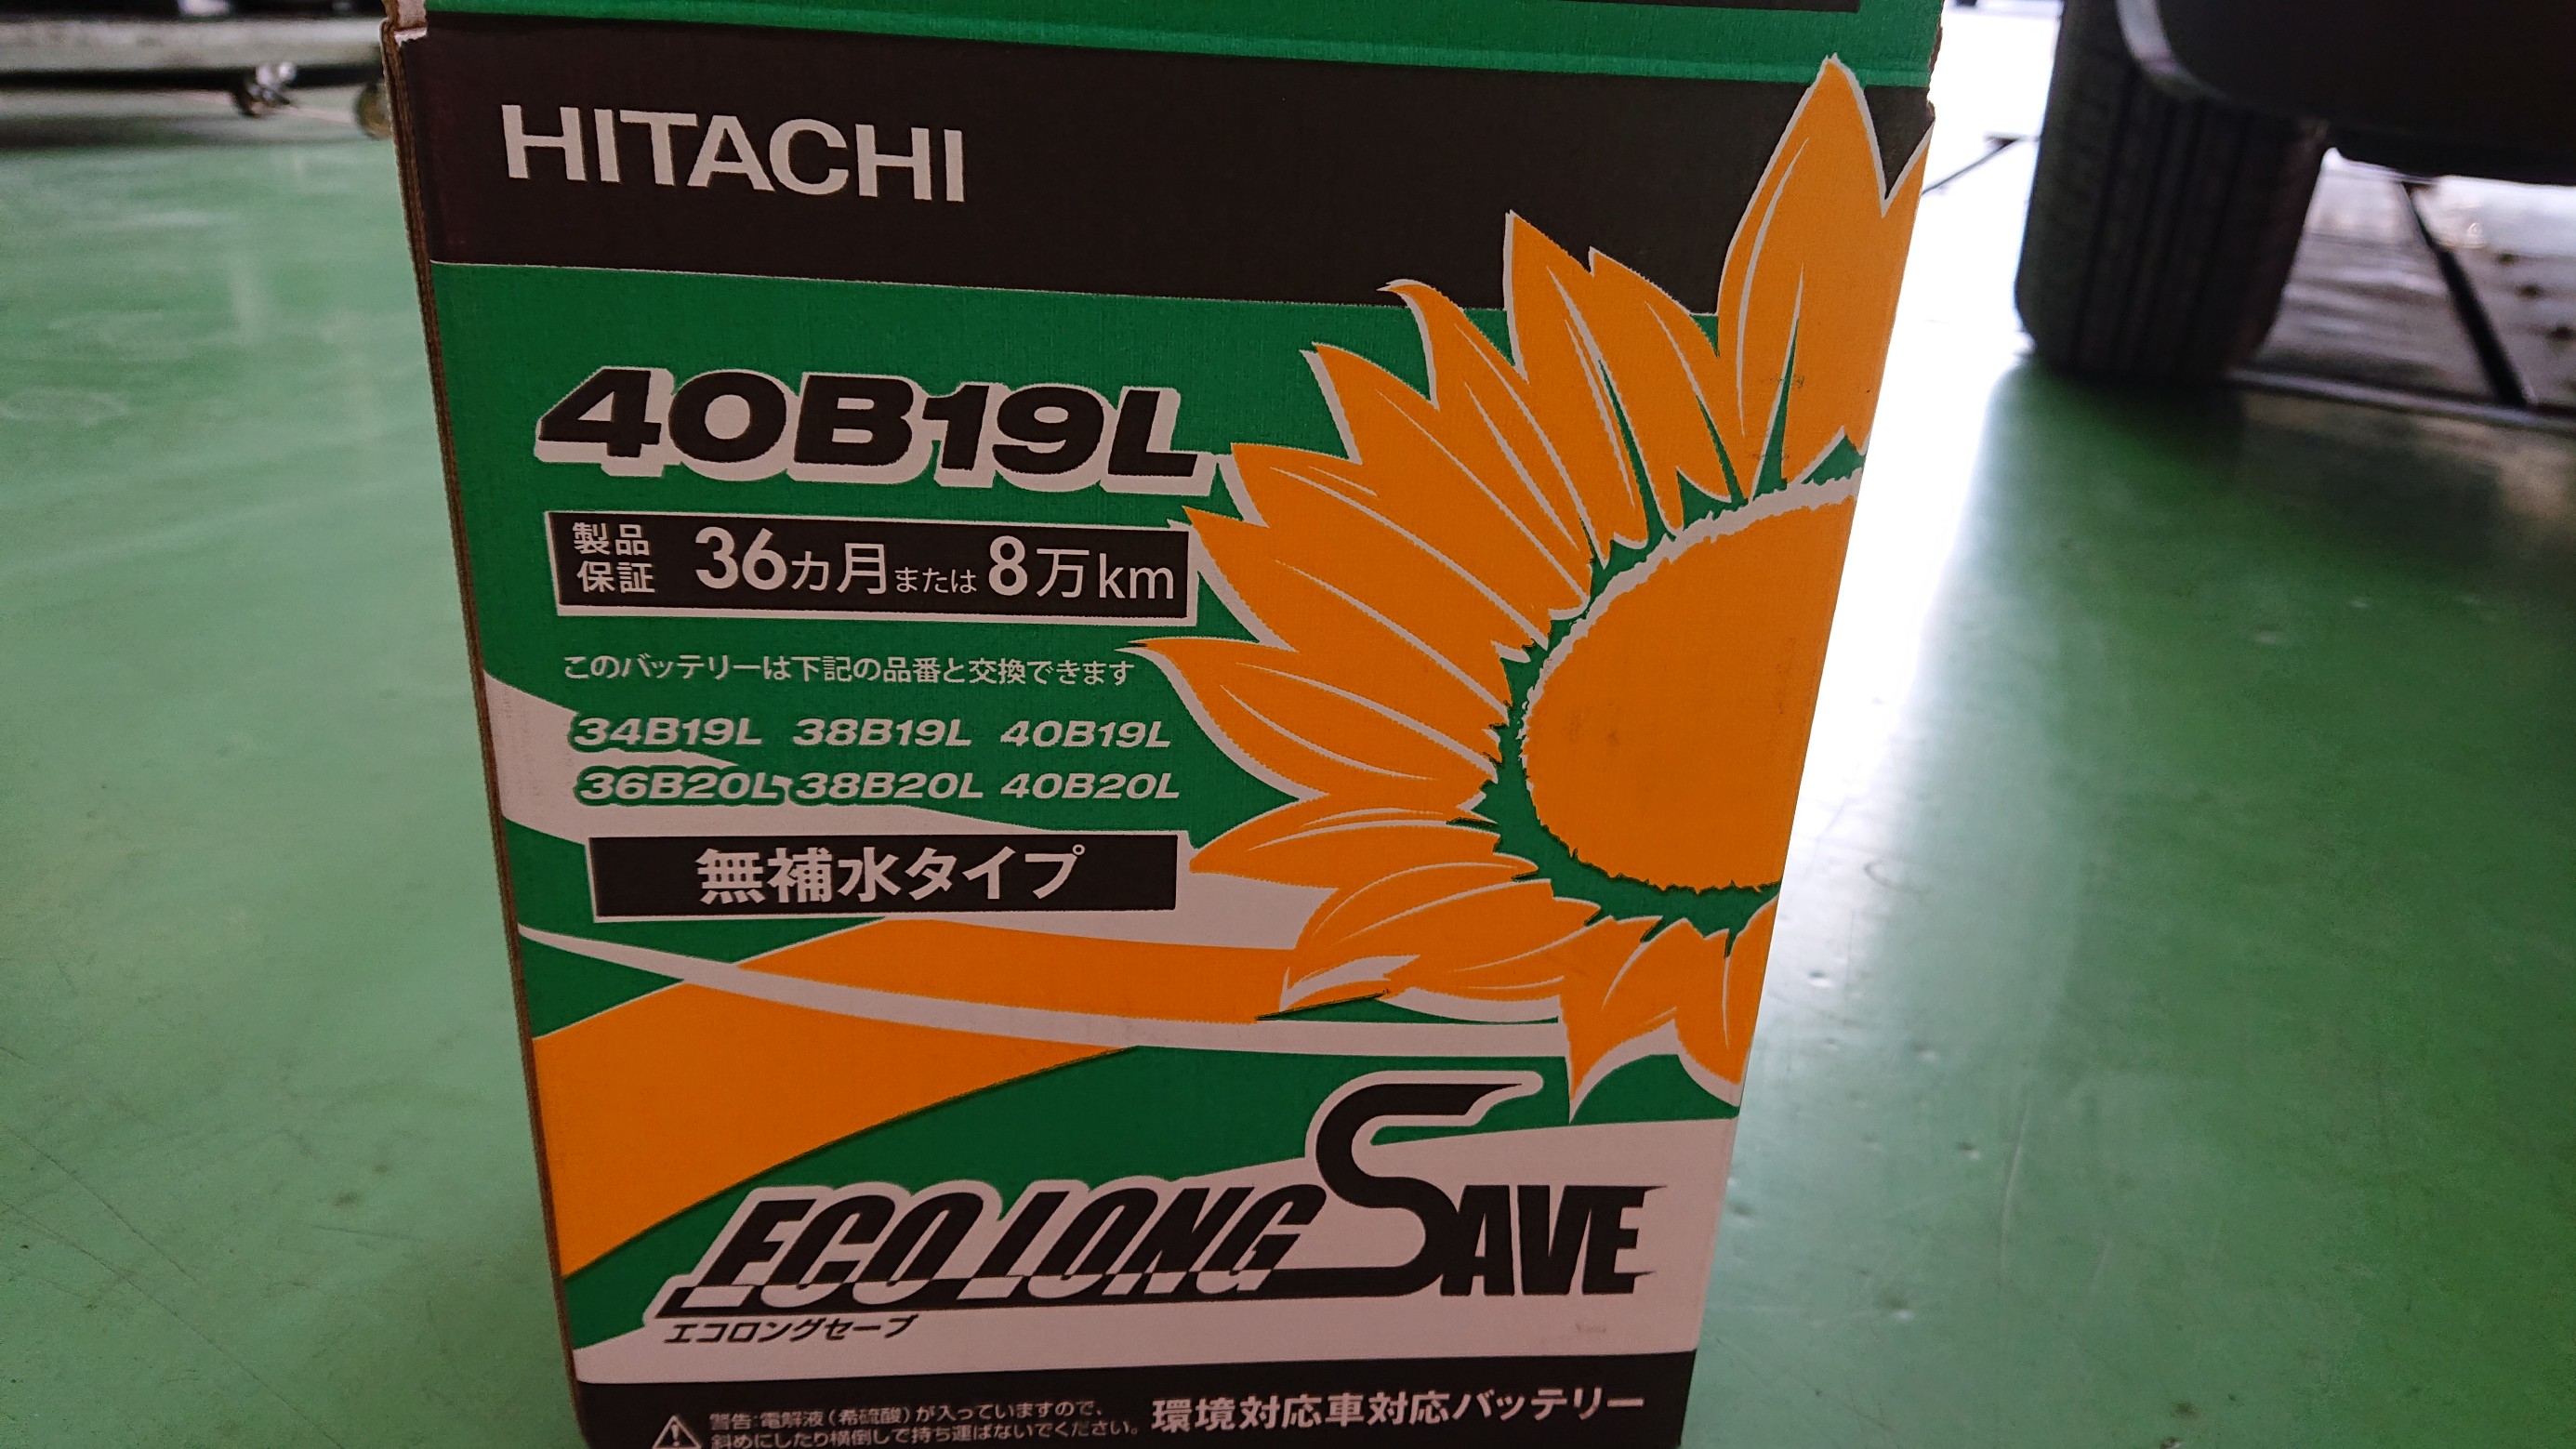 HITACHI
40B19L
製品保証 36カ月または8万km
このバッテリーは下記の品番と交換できます
34B19L 38B19L 40B19L
36B20L 38B20L 40B20L
無補水タイプ
ECO LONG SAVE
エコロングセーブ
警告:電解液(希硫酸)が入っていますので、
斜めにしたり横倒しで持ち運ばないでください。
環境対応車対応バッテリー